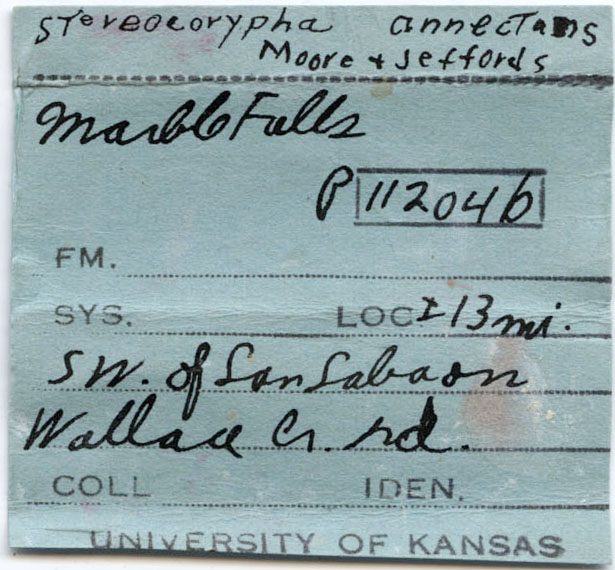 Stereocorypha annectans
Moore + Jeffords
Marble Falls
P 112046
FM.
SYS. LOC ± 13 mi.
SW. of San Saba on
Wallace Cr. rd.
COLL IDEN.
UNIVERSITY OF KANSAS